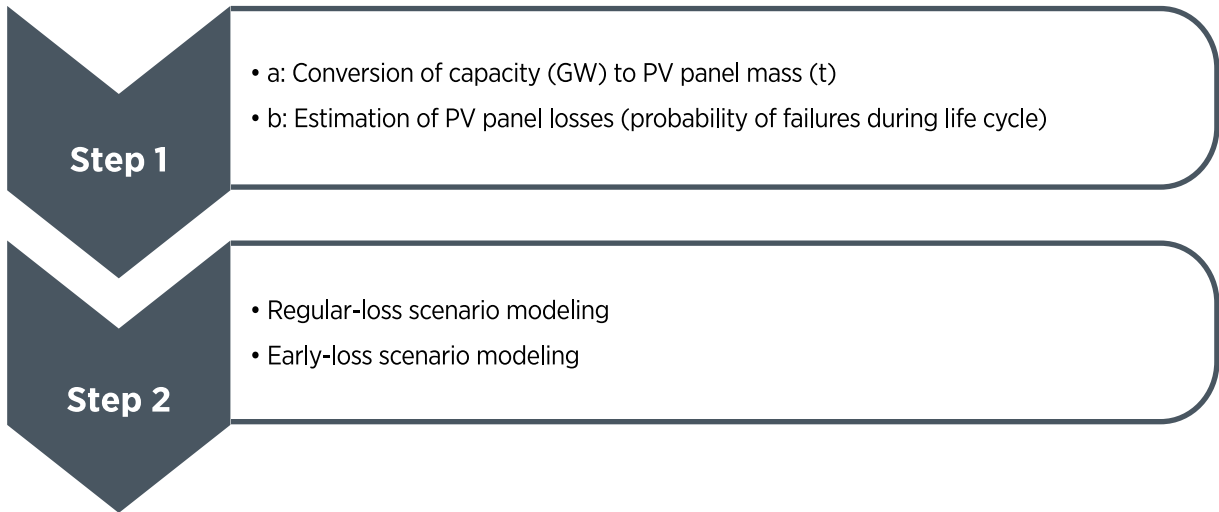 Step 1
• a: Conversion of capacity (GW) to PV panel mass (t)
• b: Estimation of PV panel losses (probability of failures during life cycle)
Step 2
• Regular-loss scenario modeling
• Early-loss scenario modeling